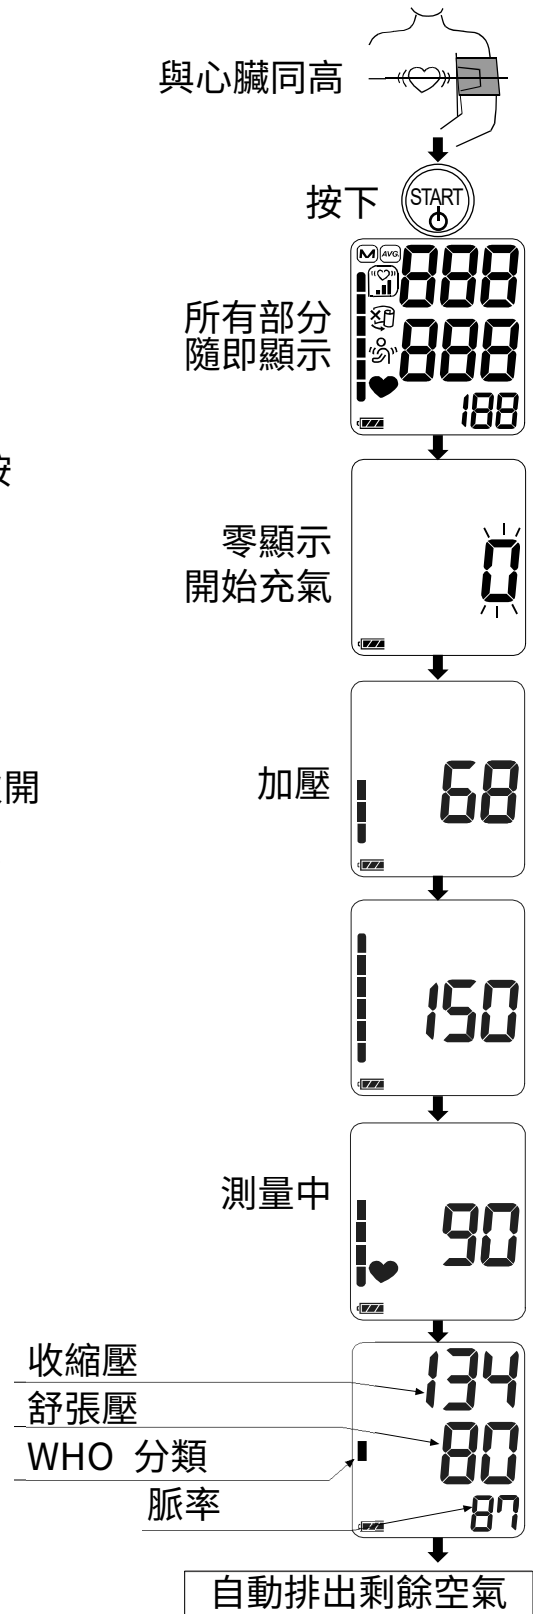 與心臟同高
按下
START
M AVG.
888
所有部分
隨即顯示
888
188
按
零顯示
開始充氣
0
開
加壓
68
150
測量中
90
收縮壓
134
舒張壓
80
WHO 分類
脈率
87
自動排出剩餘空氣